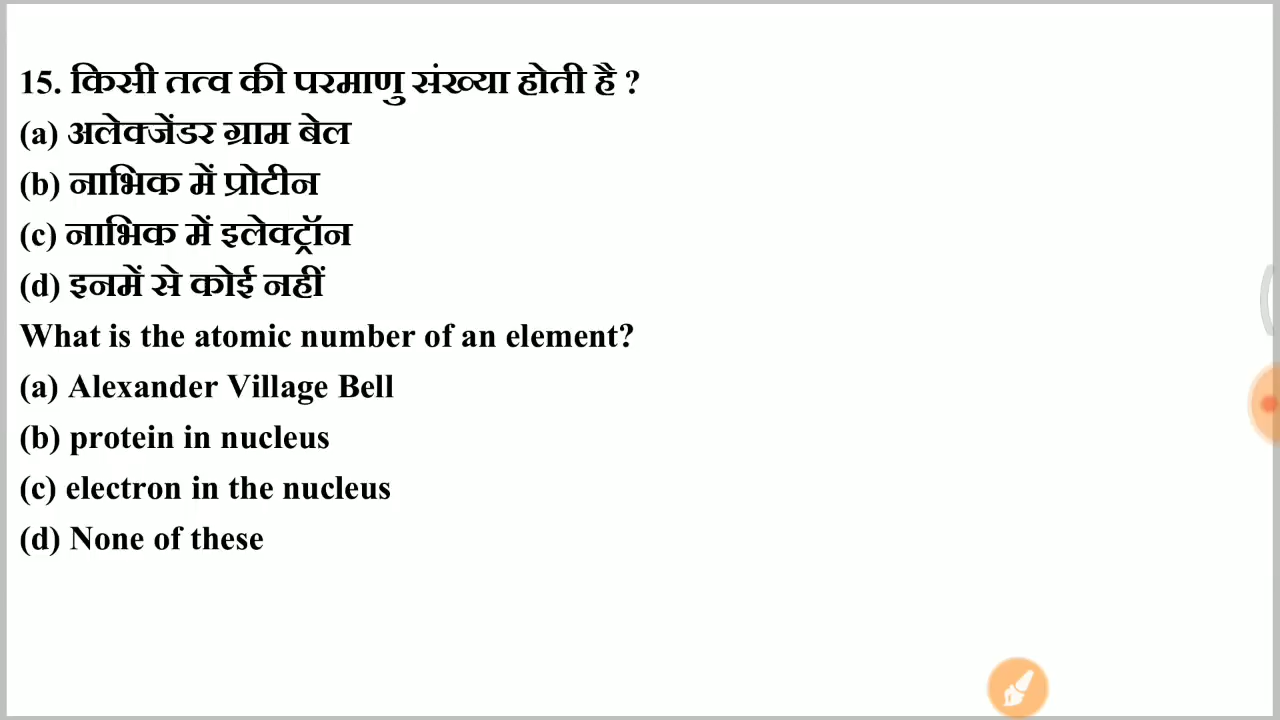 15. किसी तत्व की परमाणु संख्या होती है ?
(a) अलेक्जेंडर ग्राम बेल
(b) नाभिक में प्रोटीन
(c) नाभिक में इलेक्ट्रॉन
(d) इनमें से कोई नहीं
What is the atomic number of an element?
(a) Alexander Village Bell
(b) protein in nucleus
(c) electron in the nucleus
(d) None of these